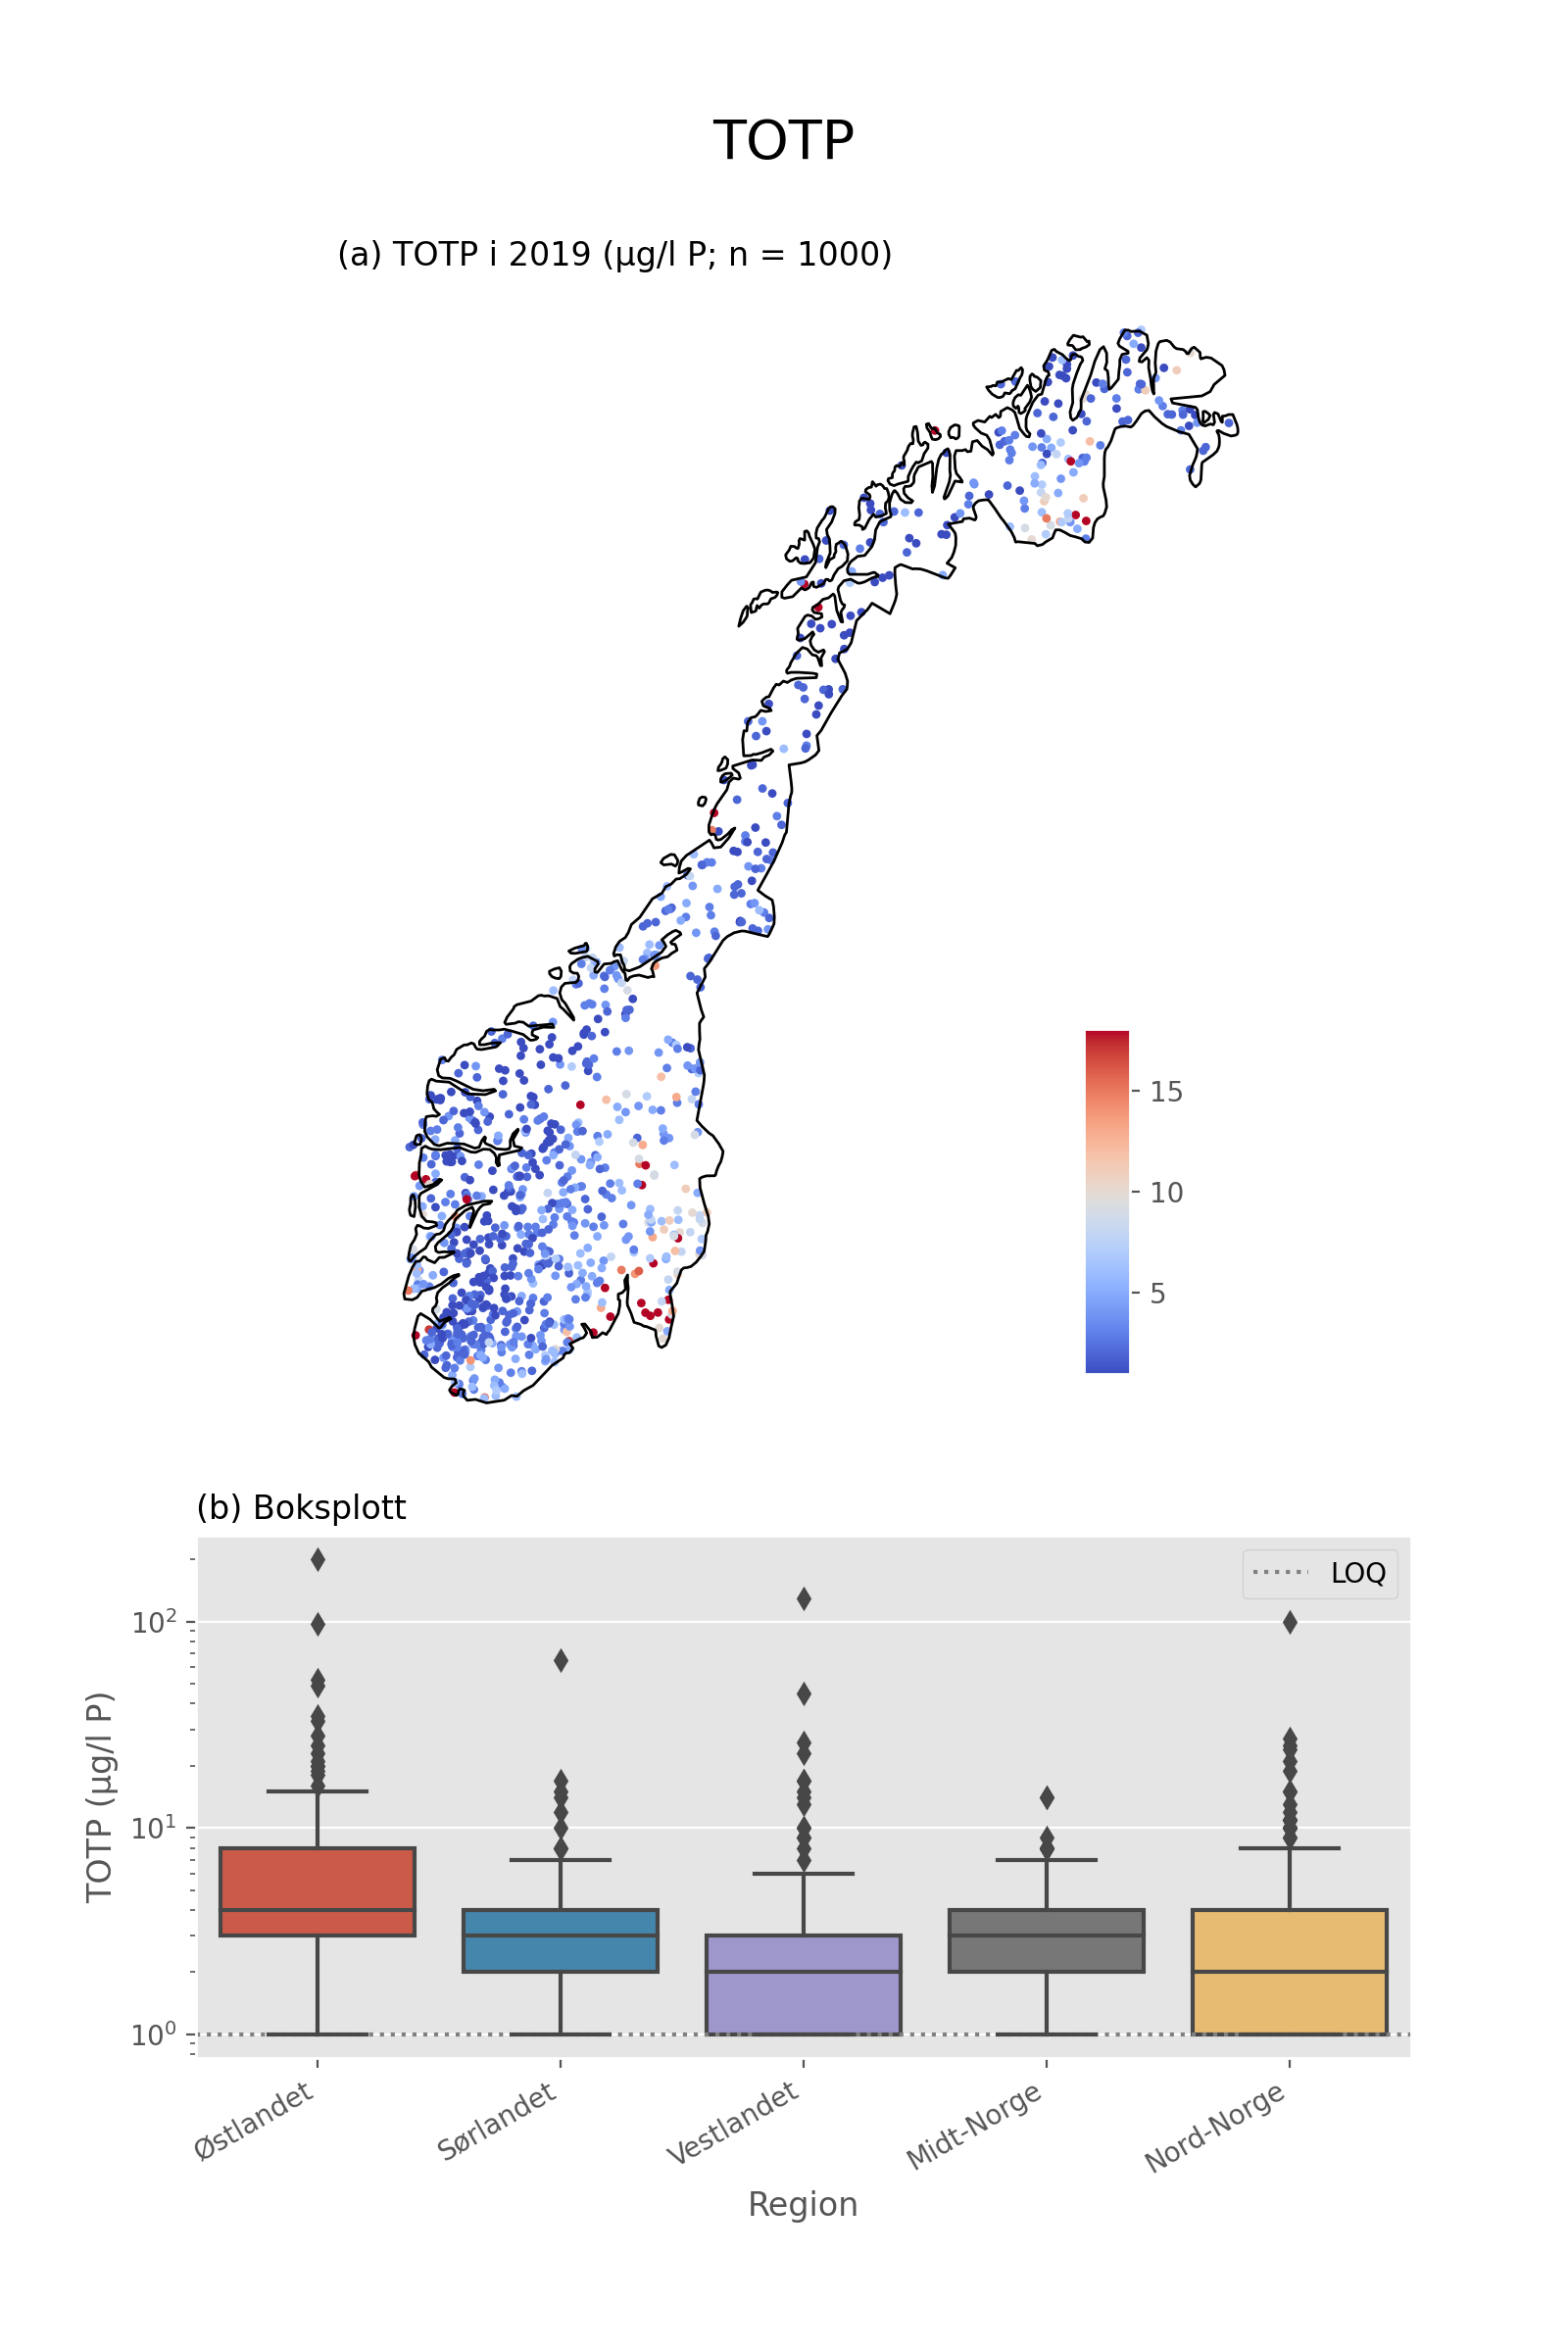 TOTP
(a) TOTP i 2019 (µg/l P; n = 1000)
15
10
5
(b) Boksplott
LOQ
10²
10¹
10⁰
TOTP (µg/l P)
Østlandet
Sørlandet
Vestlandet
Midt-Norge
Nord-Norge
Region